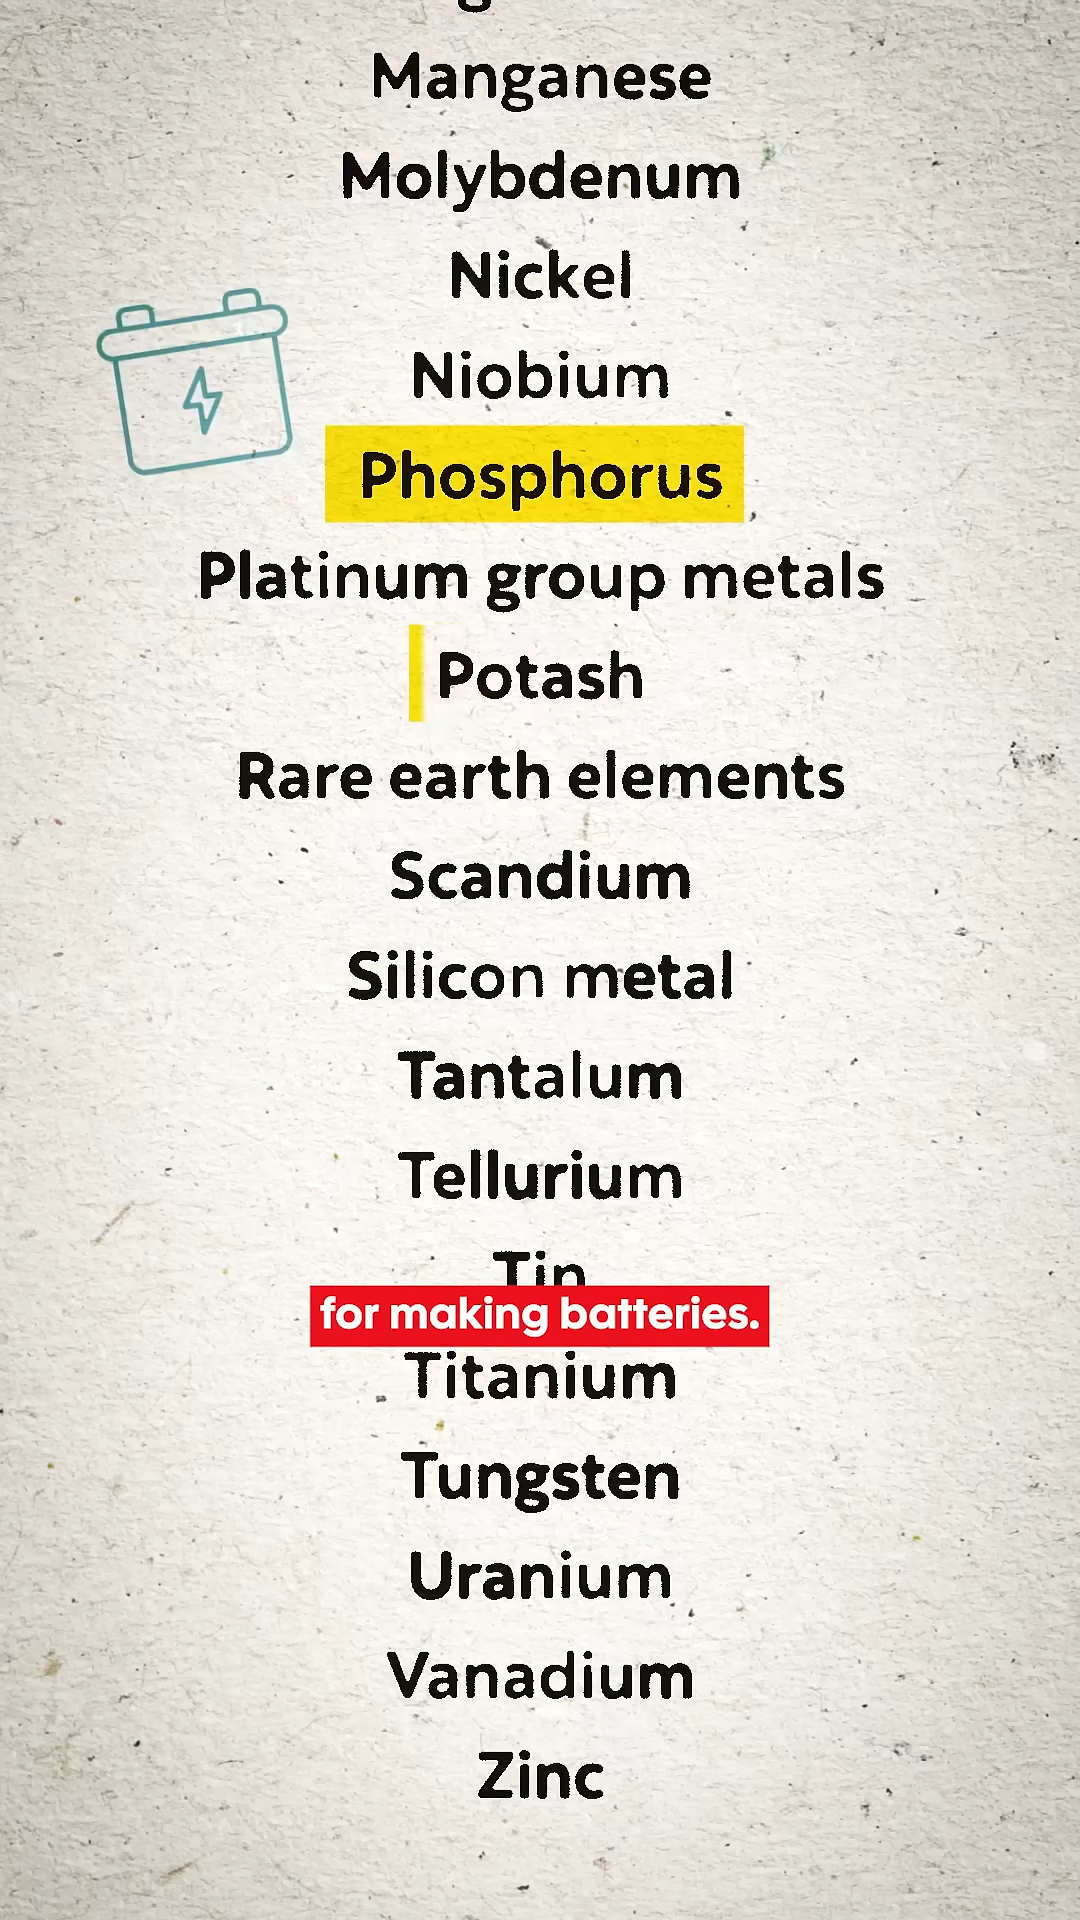 Manganese
Molybdenum
Nickel
Niobium
Phosphorus
Platinum group metals
Potash
Rare earth elements
Scandium
Silicon metal
Tantalum
Tellurium
Tin
for making batteries.
Titanium
Tungsten
Uranium
Vanadium
Zinc